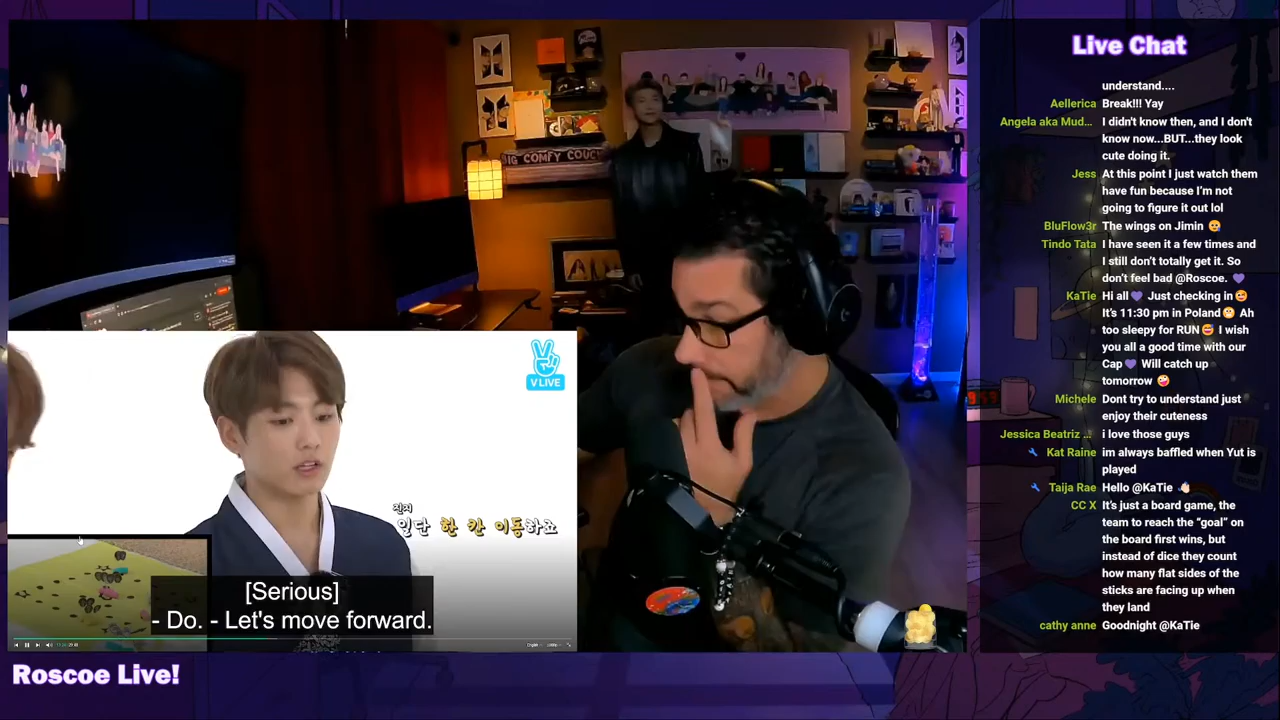 Live Chat
understand....
Aellerica Break!!! Yay
Angela aka Mud... I didn't know then, and I don't
know now...BUT...they look
cute doing it.
Jess At this point I just watch them
have fun because I'm not
going to figure it out lol
BluFlow3r The wings on Jimin 🥲
Tindo Tata I have seen it a few times and
I still don't totally get it. So
don't feel bad @Roscoe. 💜
KaTie Hi all💜 Just checking in🥰
It's 11:30 pm in Poland😬 Ah
too sleepy for RUN😅 I wish
you all a good time with our
Cap💜 Will catch up
tomorrow 🤪
Michele Dont try to understand just
enjoy their cuteness
Jessica Beatriz ... i love those guys
Kat Raine im always baffled when Yut is
played
Taija Rae Hello @KaTie 👋🏻
CC X It's just a board game, the
team to reach the “goal” on
the board first wins, but
instead of dice they count
how many flat sides of the
sticks are facing up when
they land
cathy anne Goodnight @KaTie
BIG COMFY COUCH
9:59
V LIVE
진지
일단 한 칸 이동하죠
[Serious]
- Do. - Let's move forward.
Roscoe Live!